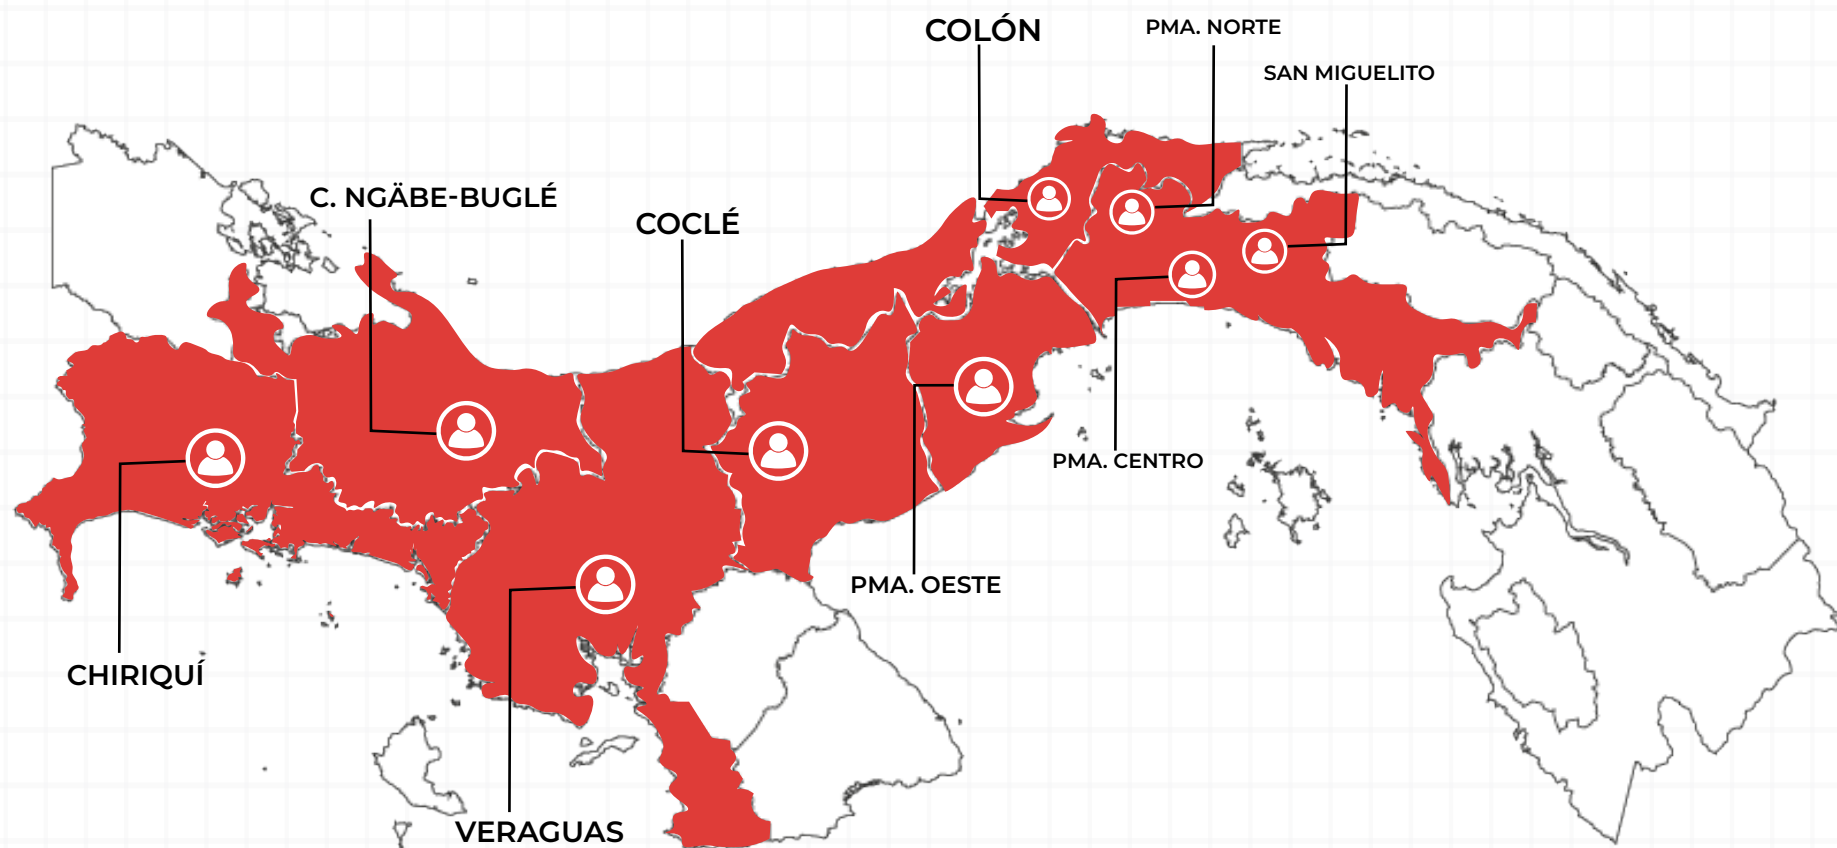 COLÓN
PMA. NORTE
SAN MIGUELITO
C. NGÄBE-BUGLÉ
COCLÉ
PMA. CENTRO
PMA. OESTE
CHIRIQUÍ
VERAGUAS